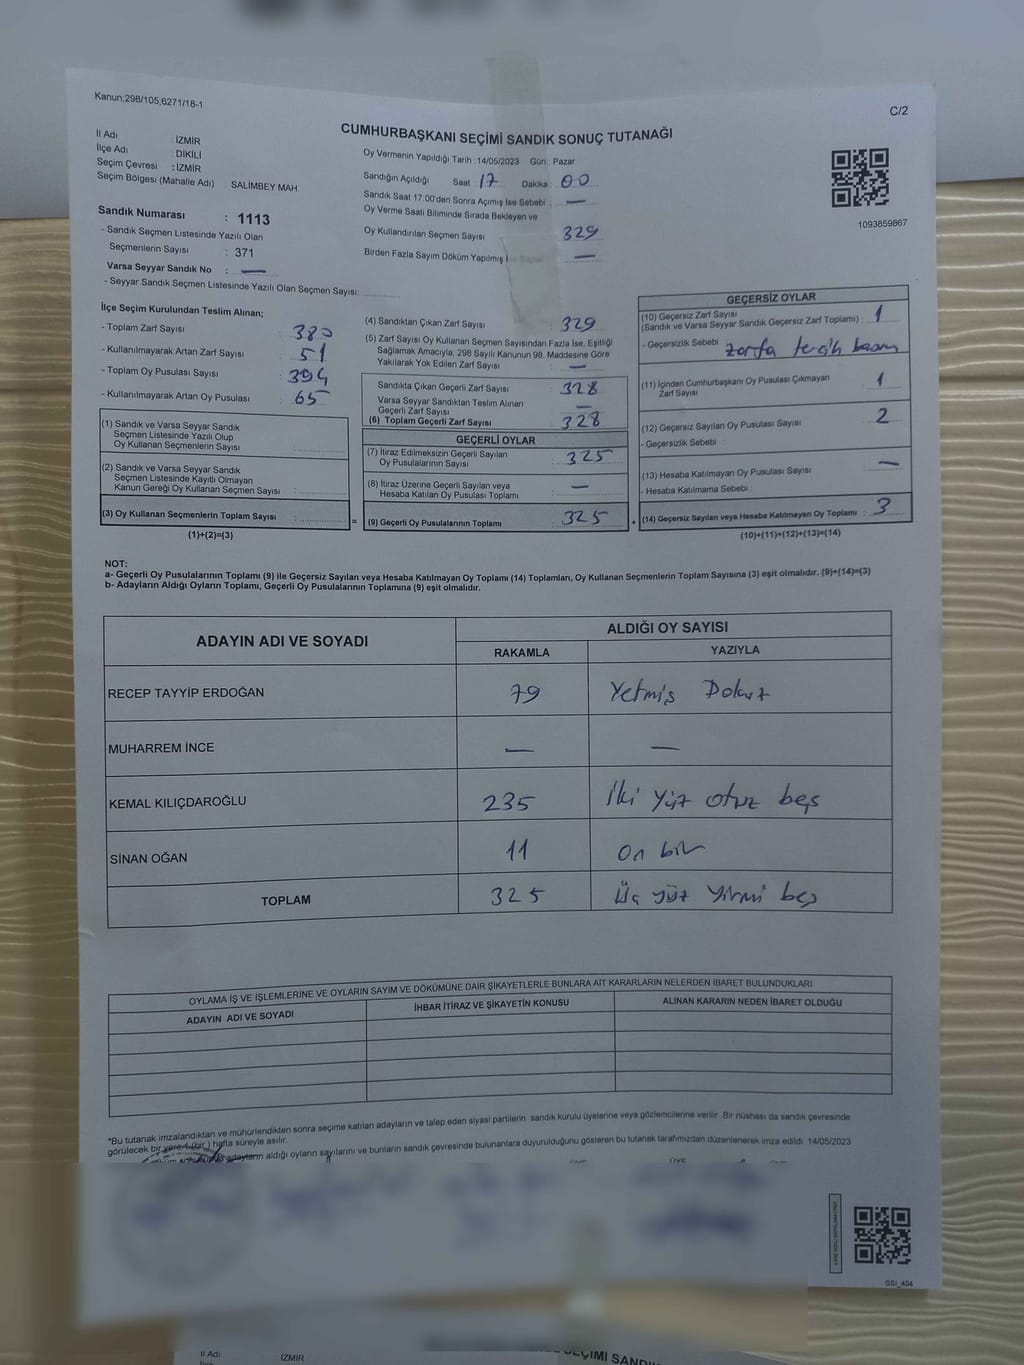 Kanun;298/105,6271/18-1
C/2
CUMHURBAŞKANI SEÇİMİ SANDIK SONUÇ TUTANAĞI
İl Adı : İZMİR
İlçe Adı : DİKİLİ
Seçim Çevresi : İZMİR
Seçim Bölgesi (Mahalle Adı) : SALİMBEY MAH.
Oy Vermenin Yapıldığı Tarih : 14/05/2023 Gün : Pazar
Sandığın Açıldığı Saat 17 Dakika : 00
Sandık Saat 17.00'den Sonra Açımış İse Sebebi : —
Oy Verme Saati Bitiminde Sırada Bekleyen ve
Oy Kullandırılan Seçmen Sayısı 329
Birden Fazla Sayım Döküm Yapılmış —
1093859867
Sandık Numarası : 1113
- Sandık Seçmen Listesinde Yazılı Olan
Seçmenlerin Sayısı : 371
Varsa Seyyar Sandık No : —
- Seyyar Sandık Seçmen Listesinde Yazılı Olan Seçmen Sayısı:
İlçe Seçim Kurulundan Teslim Alınan;
- Toplam Zarf Sayısı : 380
- Kullanılmayarak Artan Zarf Sayısı : 51
- Toplam Oy Pusulası Sayısı : 394
- Kullanılmayarak Artan Oy Pusulası : 65
(1) Sandık ve Varsa Seyyar Sandık
Seçmen Listesinde Yazılı Olup
Oy Kullanan Seçmenlerin Sayısı :
(2) Sandık ve Varsa Seyyar Sandık
Seçmen Listesinde Kayıtlı Olmayan
Kanun Gereği Oy Kullanan Seçmen Sayısı :
(3) Oy Kullanan Seçmenlerin Toplam Sayısı :
(1)+(2)=(3)
(4) Sandıktan Çıkan Zarf Sayısı : 329
(5) Zarf Sayısı Oy Kullanan Seçmen Sayısından Fazla İse, Eşitliği
Sağlamak Amacıyla, 298 Sayılı Kanunun 98. Maddesine Göre
Yakılarak Yok Edilen Zarf Sayısı : —
Sandıkta Çıkan Geçerli Zarf Sayısı : 328
Varsa Seyyar Sandıktan Teslim Alınan
Geçerli Zarf Sayısı : —
(6) Toplam Geçerli Zarf Sayısı : 328
GEÇERLİ OYLAR
(7) İtiraz Edilmeksizin Geçerli Sayılan
Oy Pusulalarının Sayısı : 325
(8) İtiraz Üzerine Geçerli Sayılan veya
Hesaba Katılan Oy Pusulası Toplamı : —
= (9) Geçerli Oy Pusulalarının Toplamı : 325 +
GEÇERSİZ OYLAR
(10) Geçersiz Zarf Sayısı
(Sandık ve Varsa Seyyar Sandık Geçersiz Zarf Toplamı) : 1
- Geçersizlik Sebebi : zarfa tercih basım
(11) İçinden Cumhurbaşkanı Oy Pusulası Çıkmayan
Zarf Sayısı : 1
(12) Geçersiz Sayılan Oy Pusulası Sayısı : 2
- Geçersizlik Sebebi :
(13) Hesaba Katılmayan Oy Pusulası Sayısı : —
- Hesaba Katılmama Sebebi :
(14) Geçersiz Sayılan veya Hesaba Katılmayan Oy Toplamı : 3
(10)+(11)+(12)+(13)=(14)
NOT:
a- Geçerli Oy Pusulalarının Toplamı (9) ile Geçersiz Sayılan veya Hesaba Katılmayan Oy Toplamı (14) Toplamları, Oy Kullanan Seçmenlerin Toplam Sayısına (3) eşit olmalıdır. (9)+(14)=(3)
b- Adayların Aldığı Oyların Toplamı, Geçerli Oy Pusulalarının Toplamına (9) eşit olmalıdır.
ADAYIN ADI VE SOYADI ALDIĞI OY SAYISI
RAKAMLA YAZIYLA
RECEP TAYYİP ERDOĞAN 79 Yetmiş Dokuz
MUHARREM İNCE — —
KEMAL KILIÇDAROĞLU 235 İki yüz otuz beş
SİNAN OĞAN 11 On bir
TOPLAM 325 Üç yüz yirmi beş
OYLAMA İŞ VE İŞLEMLERİNE VE OYLARIN SAYIM VE DÖKÜMÜNE DAİR ŞİKAYETLERLE BUNLARA AİT KARARLARIN NELERDEN İBARET BULUNDUKLARI
ADAYIN ADI VE SOYADI İHBAR İTİRAZ VE ŞİKAYETİN KONUSU ALINAN KARARIN NEDEN İBARET OLDUĞU
*Bu tutanak imzalandıktan ve mühürlendikten sonra seçime katılan adayların ve talep eden siyasi partilerin sandık kurulu üyelerine veya gözlemcilerine verilir .Bir nüshası da sandık çevresinde
görülecek bir yere 1 (bir ) hafta süreyle asılır.
adayların aldığı oyların sayılarını ve bunların sandık çevresinde bulunanlara duyurulduğunu gösteren bu tutanak tarafımızdan düzenlenerek imza edildi. 14/05/2023
SSI_404
İl Adı İZMİR
SEÇİMİ